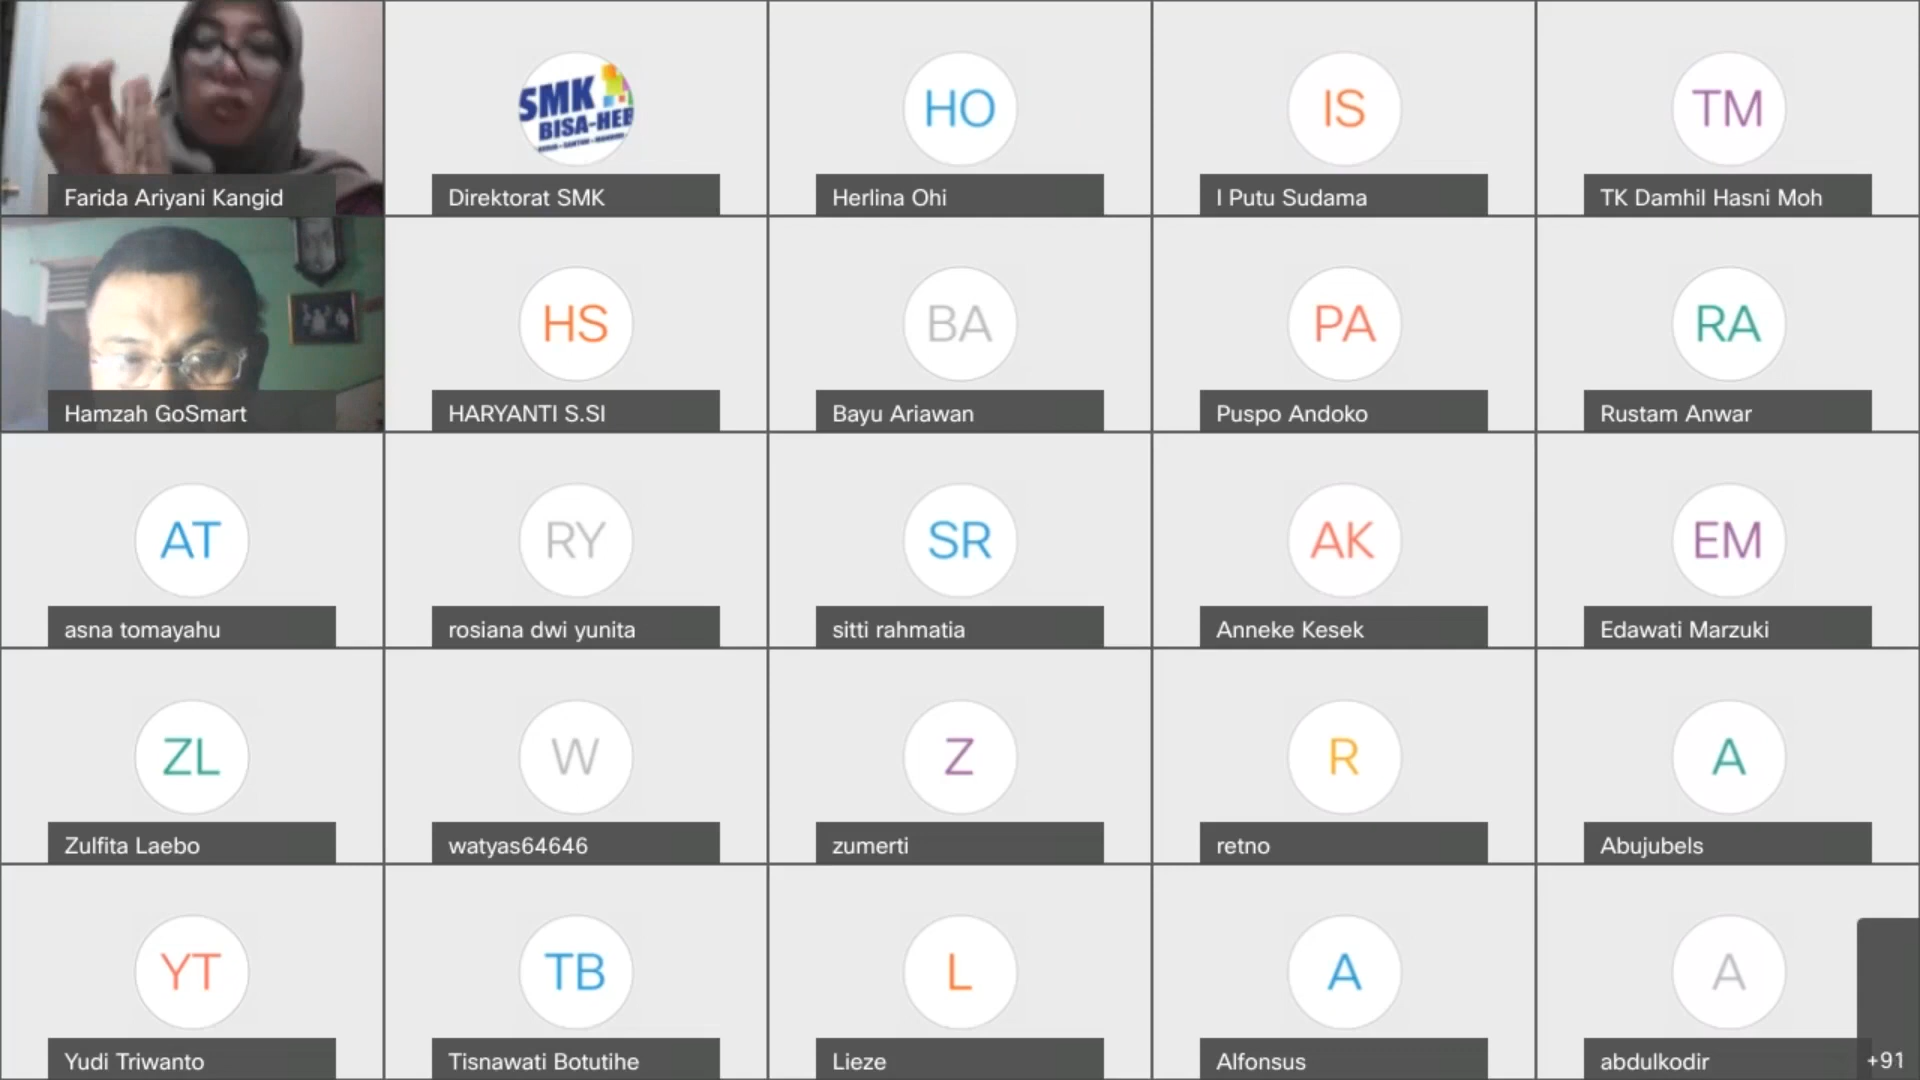 Farida Ariyani Kangid
SMK
BISA-HEB
Direktorat SMK
HO
Herlina Ohi
IS
I Putu Sudama
TM
TK Damhil Hasni Moh
Hamzah GoSmart
HS
HARYANTI S.SI
BA
Bayu Ariawan
PA
Puspo Andoko
RA
Rustam Anwar
AT
asna tomayahu
RY
rosiana dwi yunita
SR
sitti rahmatia
AK
Anneke Kesek
EM
Edawati Marzuki
ZL
Zulfita Laebo
W
watyas64646
Z
zumerti
R
retno
A
Abujubels
YT
Yudi Triwanto
TB
Tisnawati Botutihe
L
Lieze
A
Alfonsus
A
abdulkodir
+91